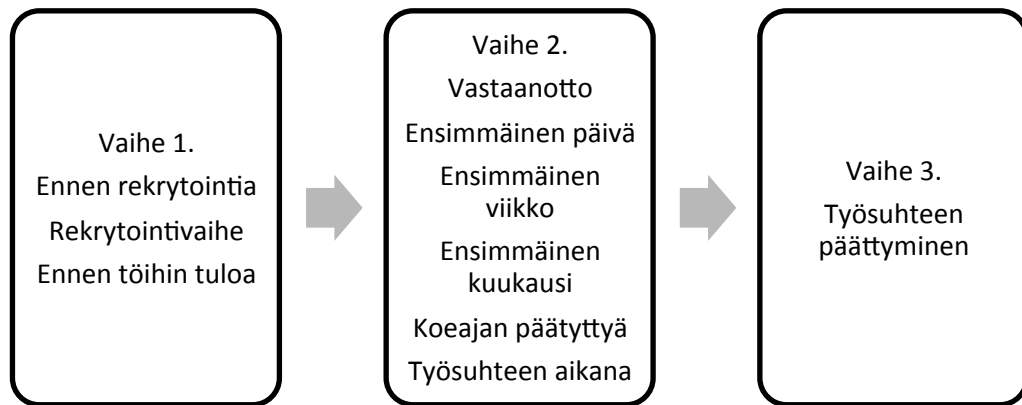 Vaihe 1.
Ennen rekrytointia
Rekrytointivaihe
Ennen töihin tuloa
Vaihe 2.
Vastaanotto
Ensimmäinen päivä
Ensimmäinen
viikko
Ensimmäinen
kuukausi
Koeajan päätyttyä
Työsuhteen aikana
Vaihe 3.
Työsuhteen
päättyminen